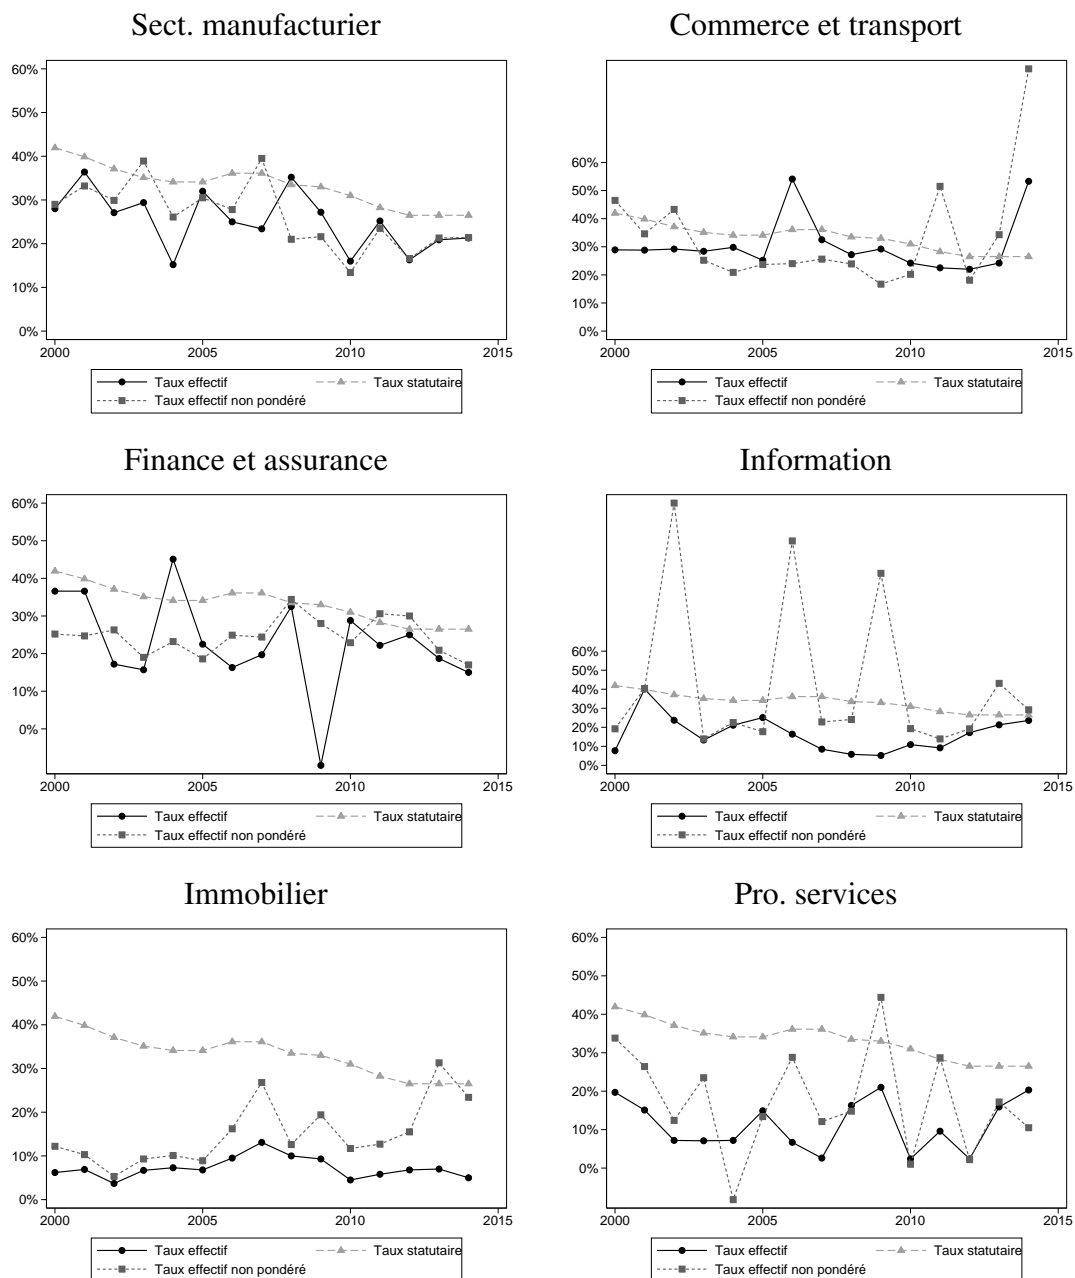 Sect. manufacturier
60%
50%
40%
30%
20%
10%
0%
2000 2005 2010 2015
Taux effectif
Taux statutaire
Taux effectif non pondéré
Commerce et transport
60%
50%
40%
30%
20%
10%
0%
2000 2005 2010 2015
Taux effectif
Taux statutaire
Taux effectif non pondéré
Finance et assurance
60%
50%
40%
30%
20%
10%
0%
2000 2005 2010 2015
Taux effectif
Taux statutaire
Taux effectif non pondéré
Information
60%
50%
40%
30%
20%
10%
0%
2000 2005 2010 2015
Taux effectif
Taux statutaire
Taux effectif non pondéré
Immobilier
60%
50%
40%
30%
20%
10%
0%
2000 2005 2010 2015
Taux effectif
Taux statutaire
Taux effectif non pondéré
Pro. services
60%
50%
40%
30%
20%
10%
0%
2000 2005 2010 2015
Taux effectif
Taux statutaire
Taux effectif non pondéré